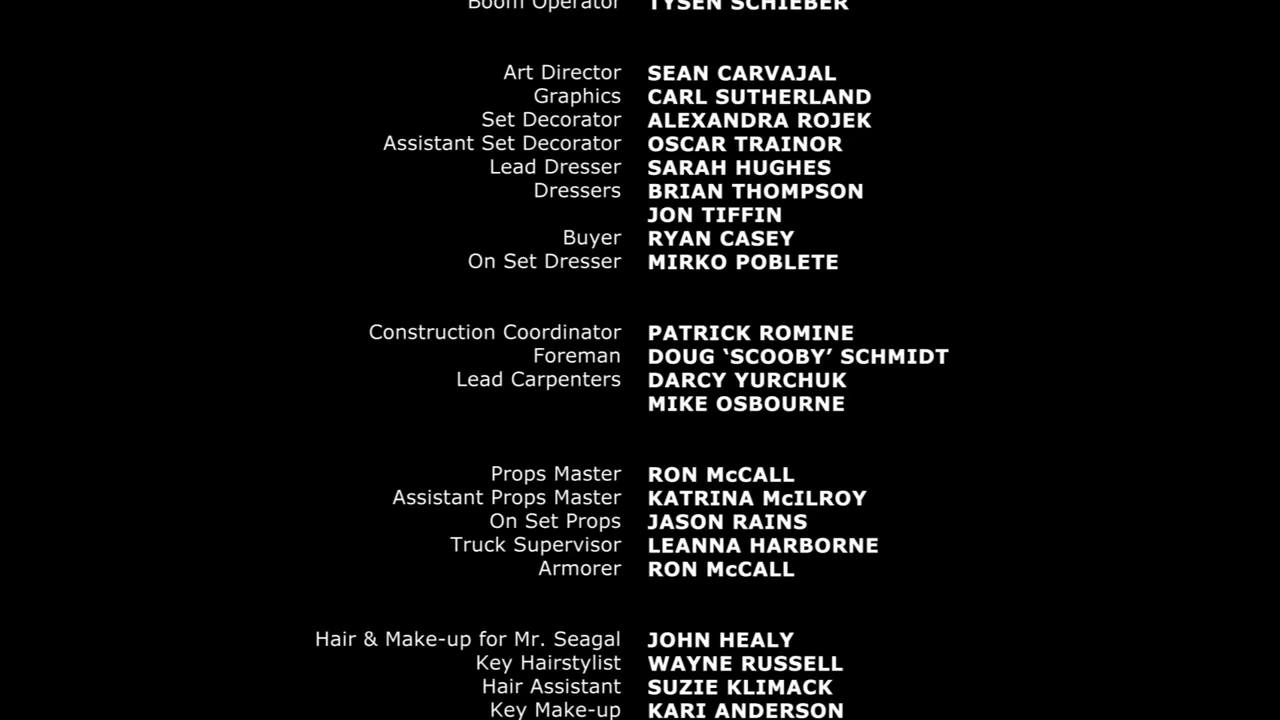 Boom Operator TYSEN SCHIEBER
Art Director SEAN CARVAJAL
Graphics CARL SUTHERLAND
Set Decorator ALEXANDRA ROJEK
Assistant Set Decorator OSCAR TRAINOR
Lead Dresser SARAH HUGHES
Dressers BRIAN THOMPSON
JON TIFFIN
Buyer RYAN CASEY
On Set Dresser MIRKO POBLETE
Construction Coordinator PATRICK ROMINE
Foreman DOUG ‘SCOOBY’ SCHMIDT
Lead Carpenters DARCY YURCHUK
MIKE OSBOURNE
Props Master RON McCALL
Assistant Props Master KATRINA McILROY
On Set Props JASON RAINS
Truck Supervisor LEANNA HARBORNE
Armorer RON McCALL
Hair & Make-up for Mr. Seagal JOHN HEALY
Key Hairstylist WAYNE RUSSELL
Hair Assistant SUZIE KLIMACK
Key Make-up KARI ANDERSON